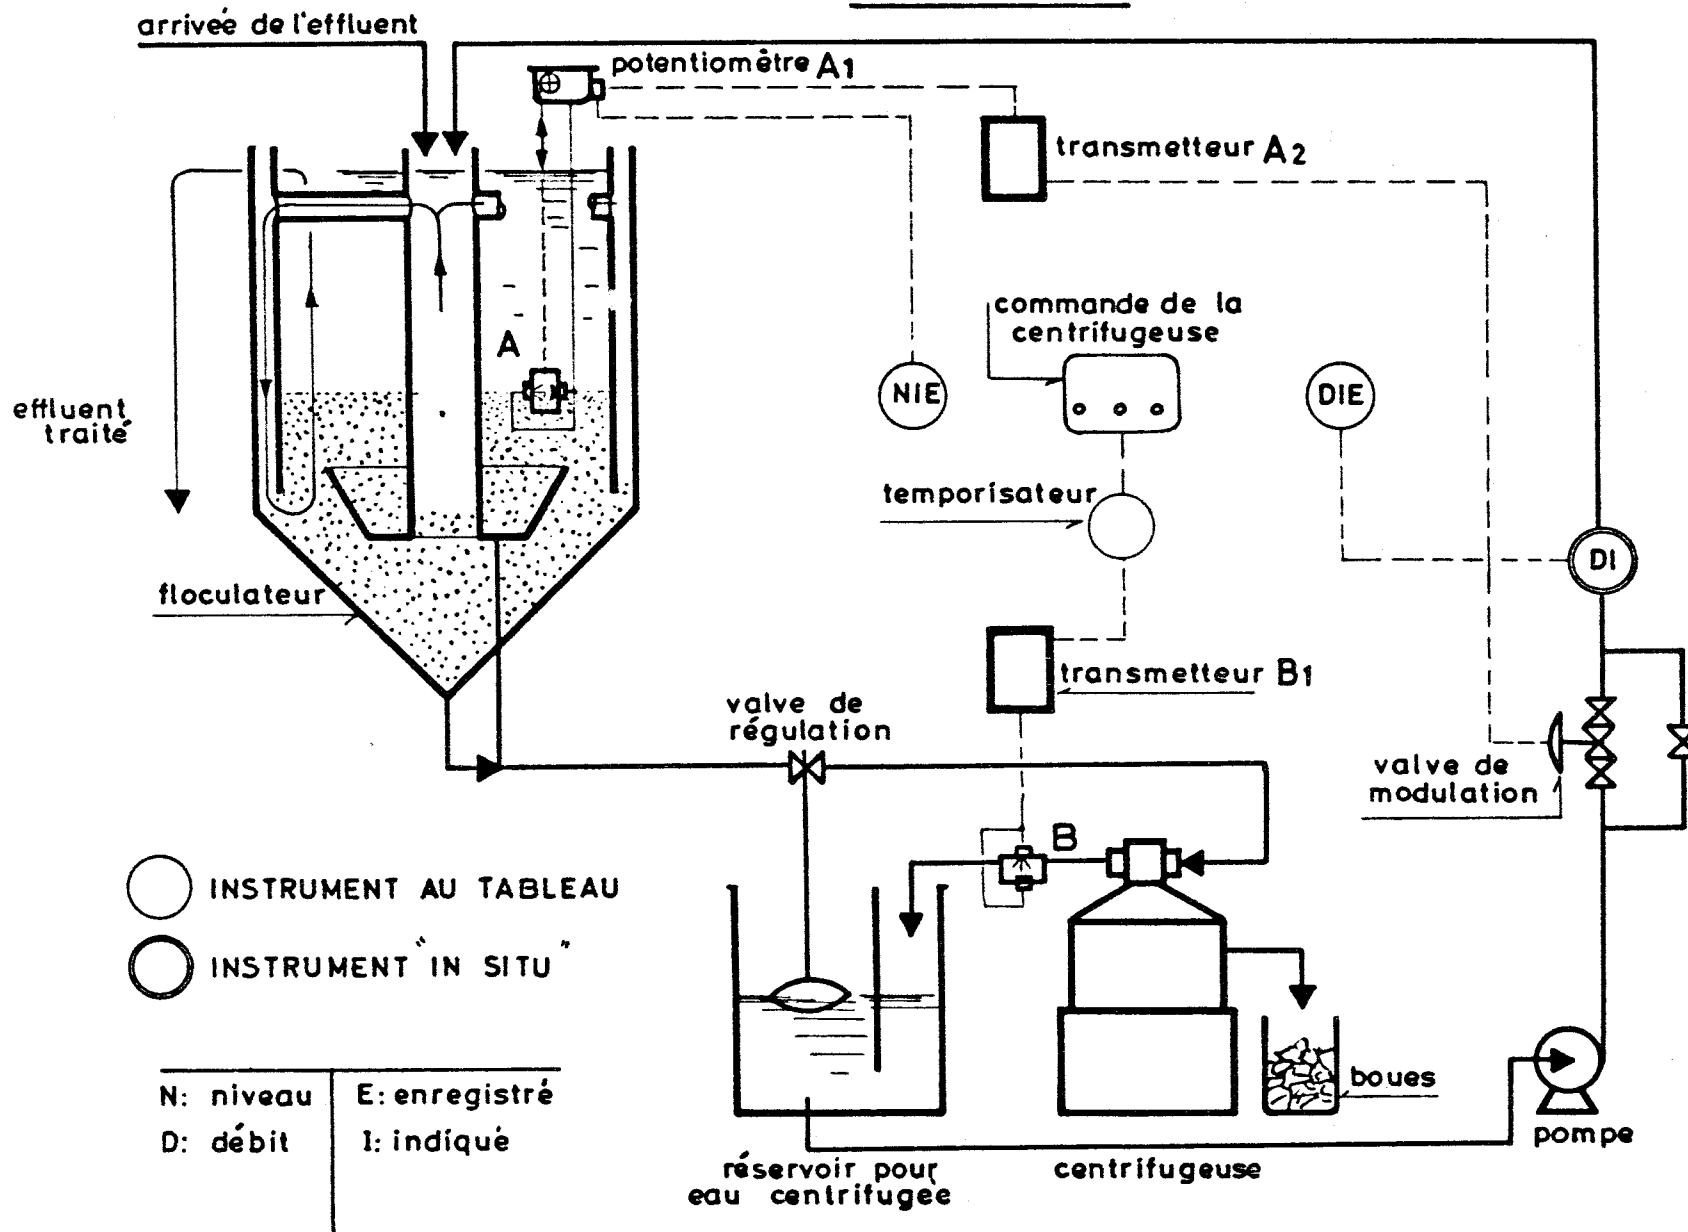 arrivée de l'effluent
potentiomètre A1
transmetteur A2
A
commande de la
centrifugeuse
NIE
DIE
effluent
traité
temporisateur
DI
floculateur
transmetteur B1
valve de
régulation
valve de
modulation
B
INSTRUMENT AU TABLEAU
INSTRUMENT "IN SITU"
N: niveau
E: enregistré
D: débit
I: indiqué
boues
pompe
réservoir pour
eau centrifugée
centrifugeuse